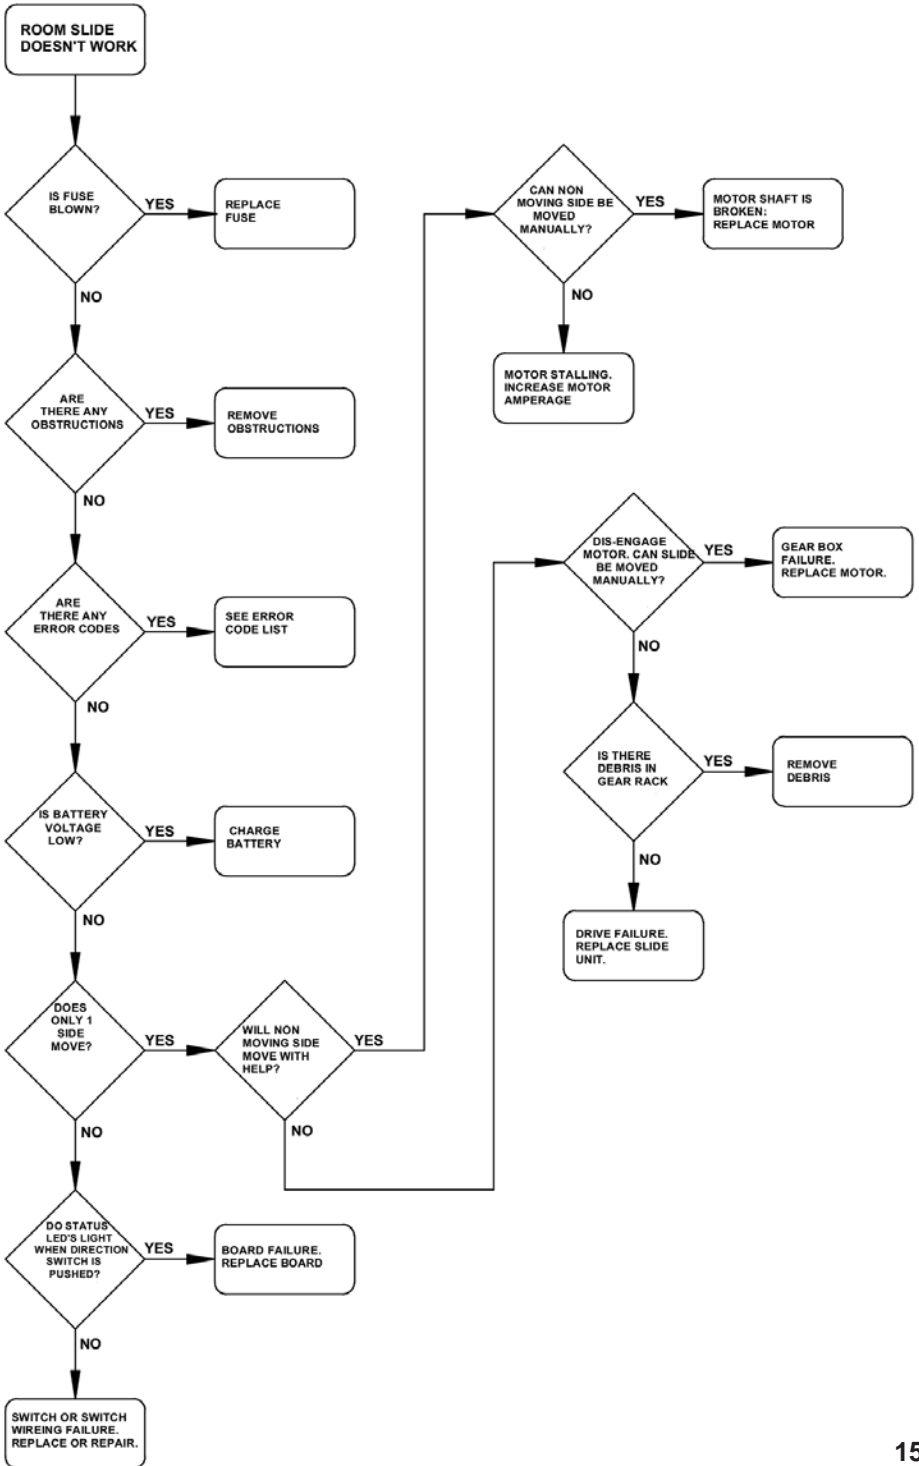 ROOM SLIDE
DOESN'T WORK
IS FUSE
BLOWN?
YES
REPLACE
FUSE
NO
ARE
THERE ANY
OBSTRUCTIONS
YES
REMOVE
OBSTRUCTIONS
NO
ARE
THERE ANY
ERROR CODES
YES
SEE ERROR
CODE LIST
NO
IS BATTERY
VOLTAGE
LOW?
YES
CHARGE
BATTERY
NO
DOES
ONLY 1
SIDE
MOVE?
YES
WILL NON
MOVING SIDE
MOVE WITH
HELP?
YES
NO
NO
DO STATUS
LED'S LIGHT
WHEN DIRECTION
SWITCH IS
PUSHED?
YES
BOARD FAILURE.
REPLACE BOARD
NO
SWITCH OR SWITCH
WIREING FAILURE.
REPLACE OR REPAIR.
CAN NON
MOVING SIDE BE
MOVED
MANUALLY?
YES
MOTOR SHAFT IS
BROKEN:
REPLACE MOTOR
NO
MOTOR STALLING.
INCREASE MOTOR
AMPERAGE
DIS-ENGAGE
MOTOR. CAN SLIDE
BE MOVED
MANUALLY?
YES
GEAR BOX
FAILURE.
REPLACE MOTOR.
NO
IS THERE
DEBRIS IN
GEAR RACK
YES
REMOVE
DEBRIS
NO
DRIVE FAILURE.
REPLACE SLIDE
UNIT.
15